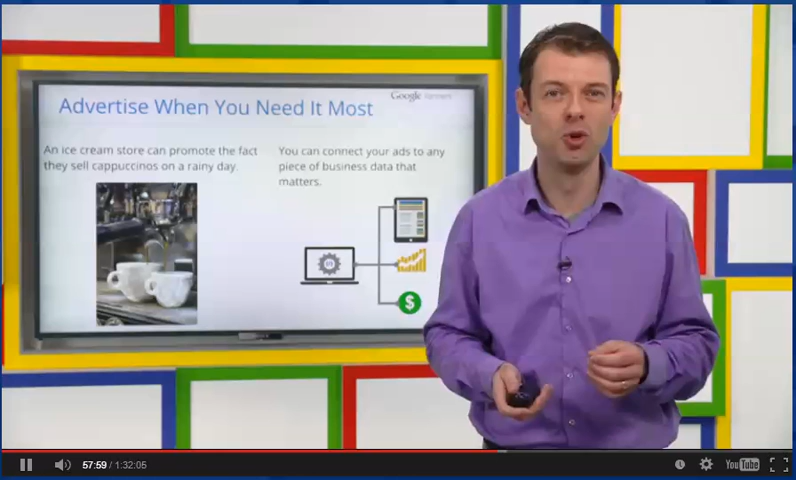 Advertise When You Need It Most
Google Partners
An ice cream store can promote the fact
they sell cappuccinos on a rainy day.
You can connect your ads to any
piece of business data that
matters.
$
57:59 / 1:32:05
YouTube